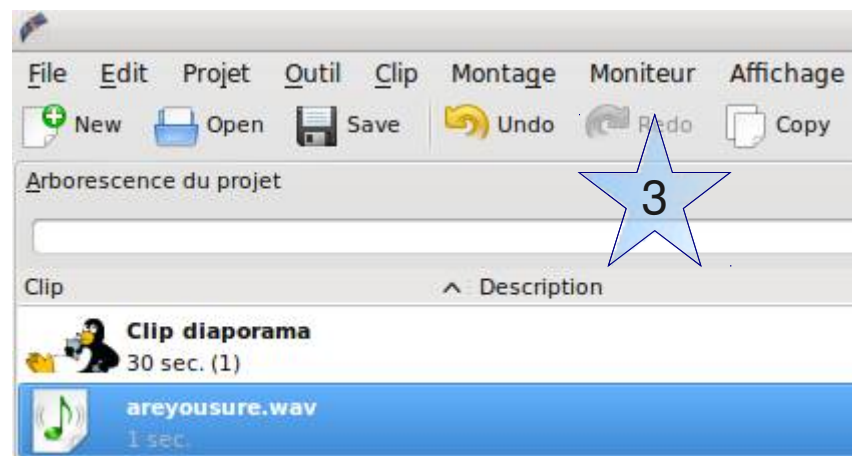 File Edit Projet Outil Clip Montage Moniteur Affichage
New Open Save Undo Redo Copy
Arborescence du projet
3
Clip Description
Clip diaporama
30 sec. (1)
areyousure.wav
1 sec.